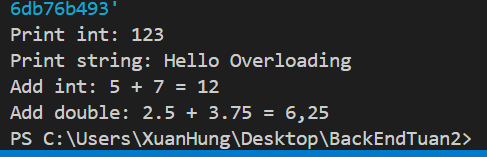 6db76b493'
Print int: 123
Print string: Hello Overloading
Add int: 5 + 7 = 12
Add double: 2.5 + 3.75 = 6,25
PS C:\Users\XuanHung\Desktop\BackEndTuan2>